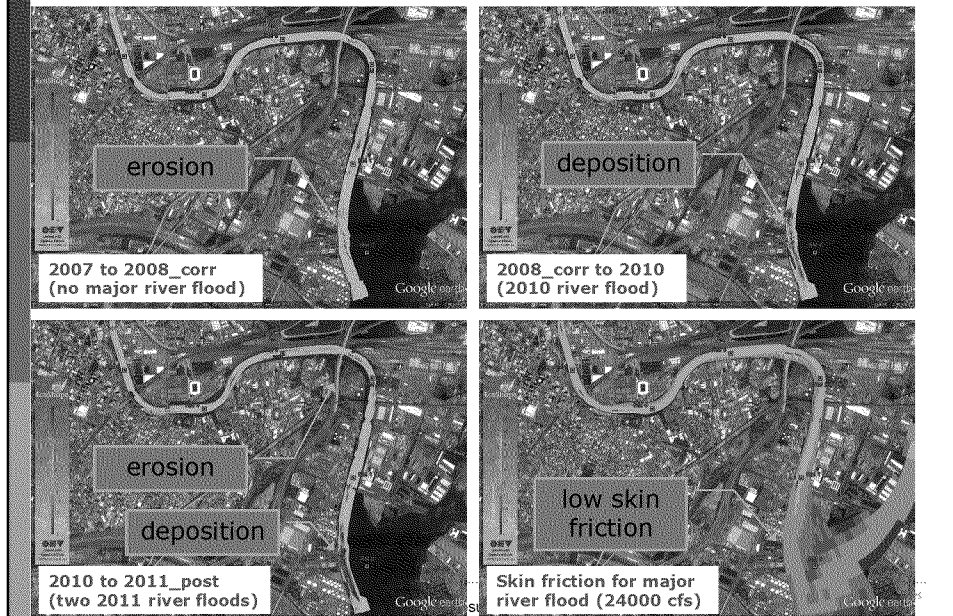 erosion
2007 to 2008_corr
(no major river flood)
Google earth
deposition
2008_corr to 2010
(2010 river flood)
Google earth
erosion
deposition
2010 to 2011_post
(two 2011 river floods)
Google earth
low skin
friction
Skin friction for major
river flood (24000 cfs)
Google earth